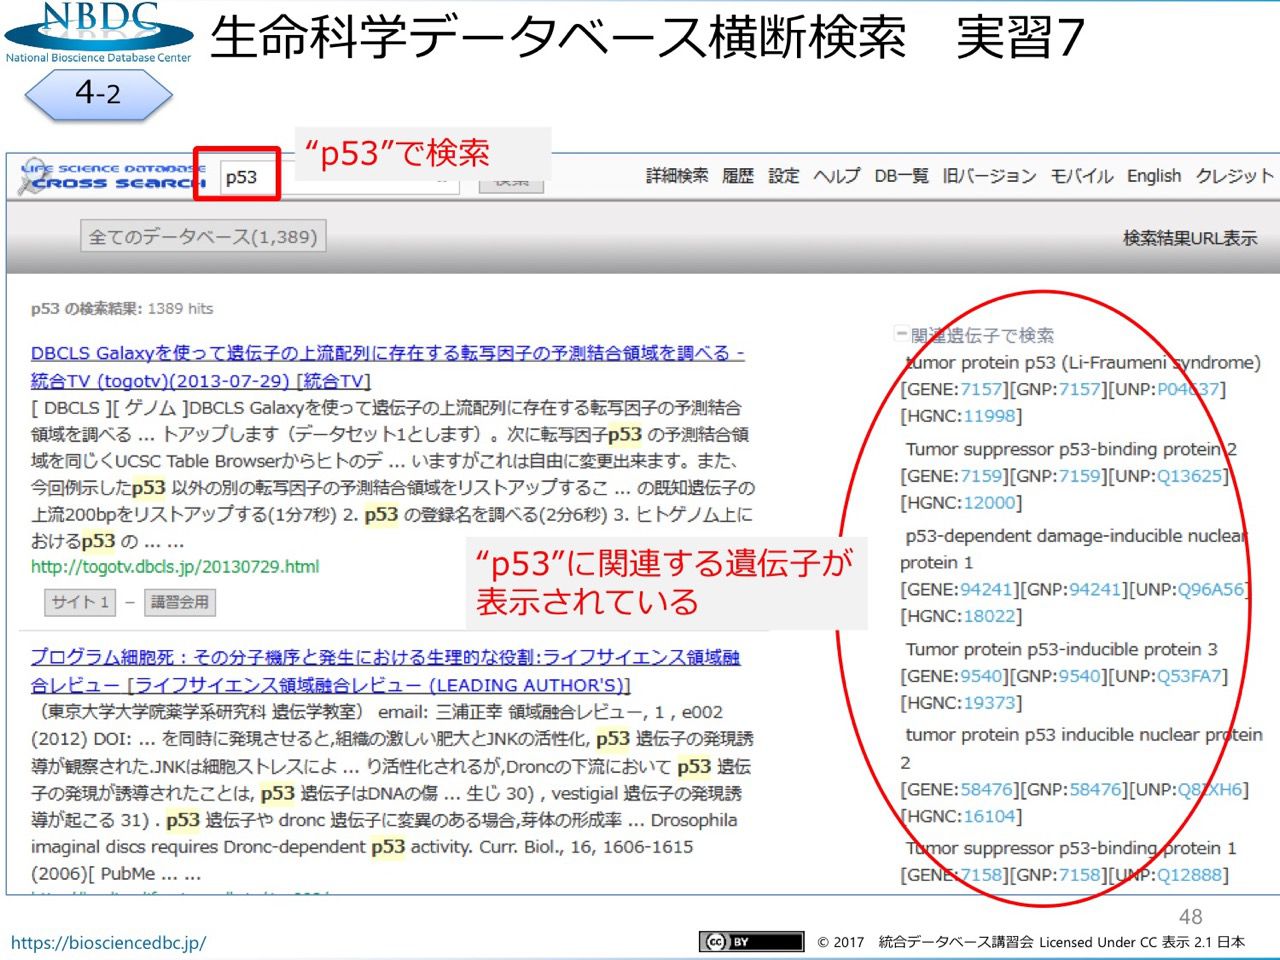 NBDC
National Bioscience Database Center
生命科学データベース横断検索　実習7
4-2
LIFE SCIENCE DATABASE
CROSS SEARCH
p53
“p53”で検索
検索
詳細検索 履歴 設定 ヘルプ DB一覧 旧バージョン モバイル English クレジット
全てのデータベース(1,389)
検索結果URL表示
p53 の検索結果: 1389 hits
DBCLS Galaxyを使って遺伝子の上流配列に存在する転写因子の予測結合領域を調べる -
統合TV (togotv)(2013-07-29) [統合TV]
[ DBCLS ][ ゲノム ]DBCLS Galaxyを使って遺伝子の上流配列に存在する転写因子の予測結合
領域を調べる ... トアップします（データセット1とします）。次に転写因子p53 の予測結合領
域を同じくUCSC Table Browserからヒトのデ ... いますがこれは自由に変更出来ます。また、
今回例示したp53 以外の別の転写因子の予測結合領域をリストアップするこ ... の既知遺伝子の
上流200bpをリストアップする(1分7秒) 2. p53 の登録名を調べる(2分6秒) 3. ヒトゲノム上に
おけるp53 の ... ...
http://togotv.dbcls.jp/20130729.html
サイト 1 – 講習会用
プログラム細胞死：その分子機序と発生における生理的な役割:ライフサイエンス領域融
合レビュー [ライフサイエンス領域融合レビュー (LEADING AUTHOR'S)]
（東京大学大学院薬学系研究科 遺伝学教室） email: 三浦正幸 領域融合レビュー, 1 , e002
(2012) DOI: ... を同時に発現させると,組織の激しい肥大とJNKの活性化, p53 遺伝子の発現誘
導が観察された.JNKは細胞ストレスによ ... り活性化されるが,Droncの下流において p53 遺伝
子の発現が誘導されたことは, p53 遺伝子はDNAの傷 ... 生じ 30) , vestigial 遺伝子の発現誘
導が起こる 31) . p53 遺伝子や dronc 遺伝子に変異のある場合,芽体の形成率 ... Drosophila
imaginal discs requires Dronc-dependent p53 activity. Curr. Biol., 16, 1606-1615
(2006)[ PubMe ... ...
“p53”に関連する遺伝子が
表示されている
関連遺伝子で検索
tumor protein p53 (Li-Fraumeni syndrome)
[GENE:7157][GNP:7157][UNP:P04637]
[HGNC:11998]
Tumor suppressor p53-binding protein 2
[GENE:7159][GNP:7159][UNP:Q13625]
[HGNC:12000]
p53-dependent damage-inducible nuclear
protein 1
[GENE:94241][GNP:94241][UNP:Q96A56]
[HGNC:18022]
Tumor protein p53-inducible protein 3
[GENE:9540][GNP:9540][UNP:Q53FA7]
[HGNC:19373]
tumor protein p53 inducible nuclear protein
2
[GENE:58476][GNP:58476][UNP:Q8IXH6]
[HGNC:16104]
Tumor suppressor p53-binding protein 1
[GENE:7158][GNP:7158][UNP:Q12888]
48
https://biosciencedbc.jp/
cc BY
© 2017　統合データベース講習会 Licensed Under CC 表示 2.1 日本